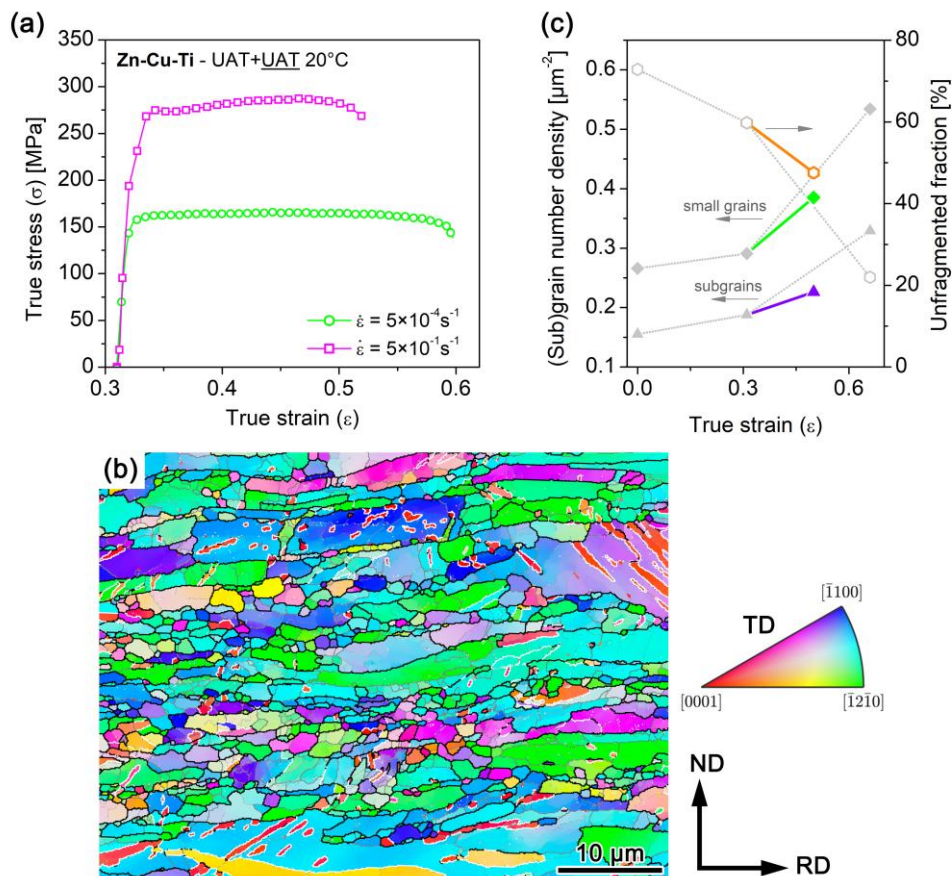 (a)
350
300
250
200
150
100
50
0
0.3
0.4
0.5
0.6
True stress (σ) [MPa]
True strain (ε)
Zn-Cu-Ti - UAT+UAT 20°C
ε̇ = 5×10⁻⁴s⁻¹
ε̇ = 5×10⁻¹s⁻¹
(c)
0.6
0.5
0.4
0.3
0.2
0.1
0.0
0.3
0.6
80
60
40
20
0
(Sub)grain number density [μm⁻²]
Unfragmented fraction [%]
True strain (ε)
small grains
subgrains
(b)
10 μm
TD
[1̄100]
[0001]
[1̄21̄0]
ND
RD